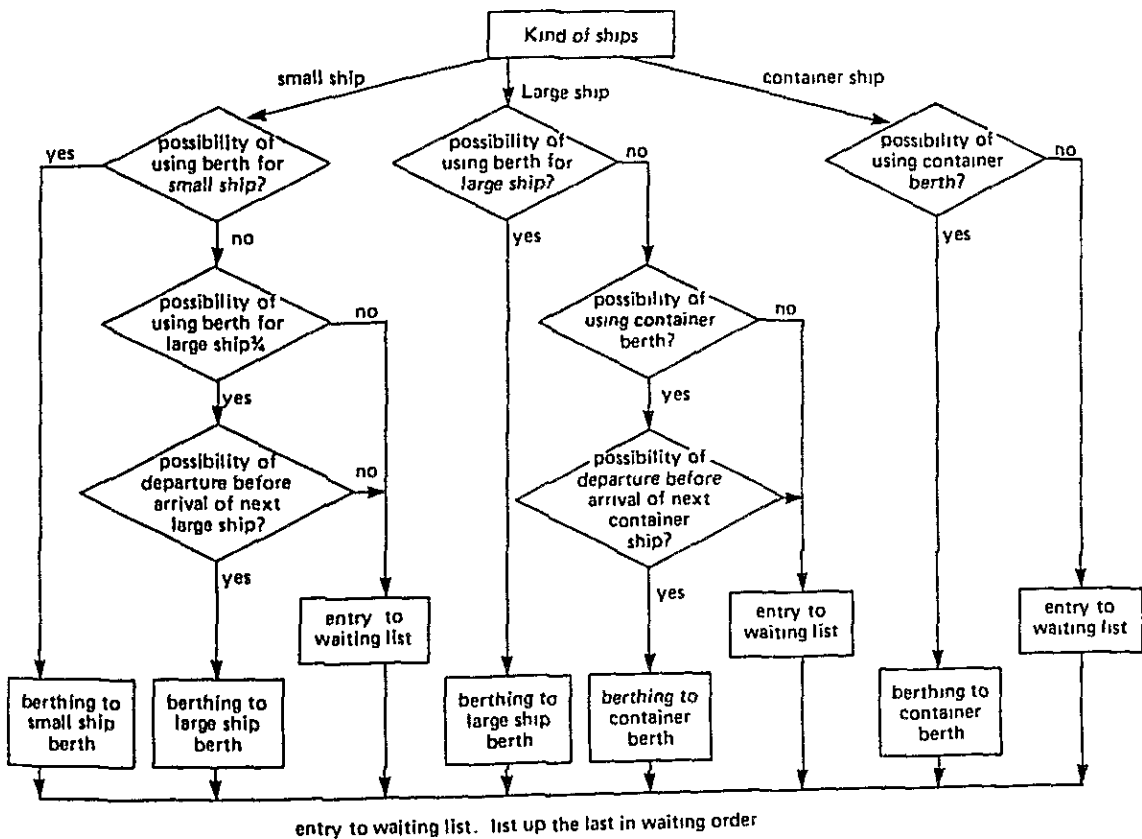 Kind of ships
small ship
Large ship
container ship
yes
possibility of
using berth for
small ship?
no
possibility of
using berth for
large ship¾
no
yes
possibility of
departure before
arrival of next
large ship?
no
yes
entry to
waiting list
berthing to
small ship
berth
berthing to
large ship
berth
possibility of
using berth for
large ship?
no
yes
possibility of
using container
berth?
no
yes
possibility of
departure before
arrival of next
container
ship?
yes
entry to
waiting list
berthing to
large ship
berth
berthing to
container
berth
possibility of
using container
berth?
no
yes
entry to
waiting list
berthing to
container
berth
entry to waiting list. list up the last in waiting order